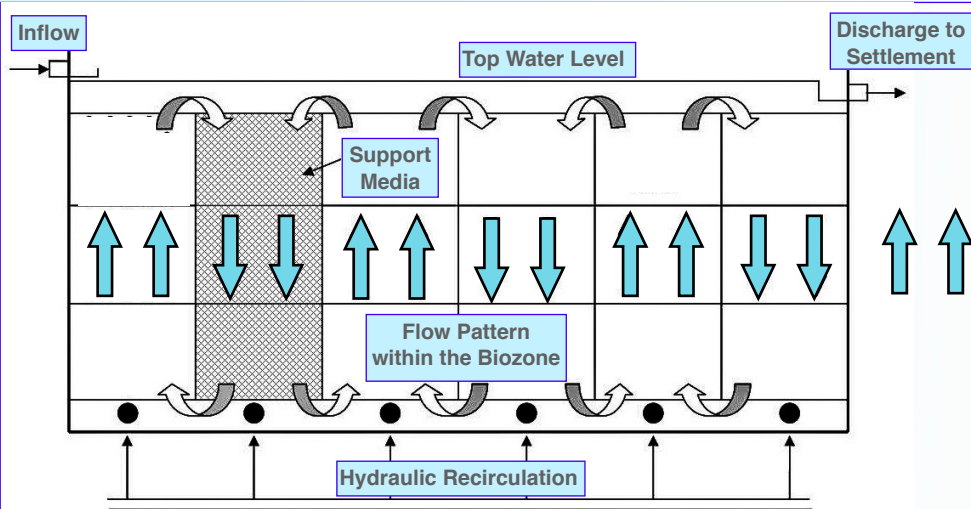 Inflow
Discharge to
Settlement
Top Water Level
Support
Media
Flow Pattern
within the Biozone
Hydraulic Recirculation